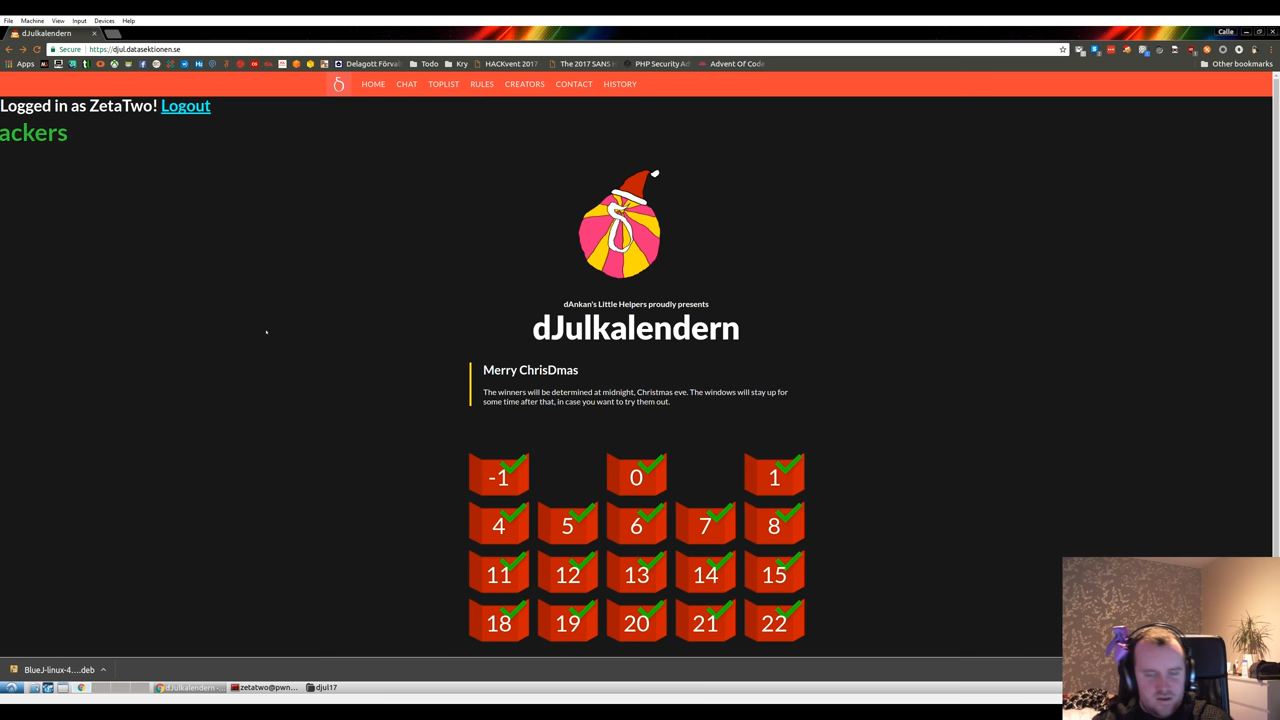 File Machine View Input Devices Help
dJulkalendern Calle
Secure https://djul.datasektionen.se
Apps Delagott Förval Todo Kry HACKvent 2017 The 2017 SANS H PHP Security Ad Advent Of Code Other bookmarks
HOME CHAT TOPLIST RULES CREATORS CONTACT HISTORY
Logged in as ZetaTwo! Logout
ackers
dAnkan's Little Helpers proudly presents
dJulkalendern
Merry ChrisDmas
The winners will be determined at midnight, Christmas eve. The windows will stay up for
some time after that, in case you want to try them out.
-1 0 1
4 5 6 7 8
11 12 13 14 15
18 19 20 21 22
BlueJ-linux-4....deb
dJulkalendern -... zetatwo@pwn... djul17